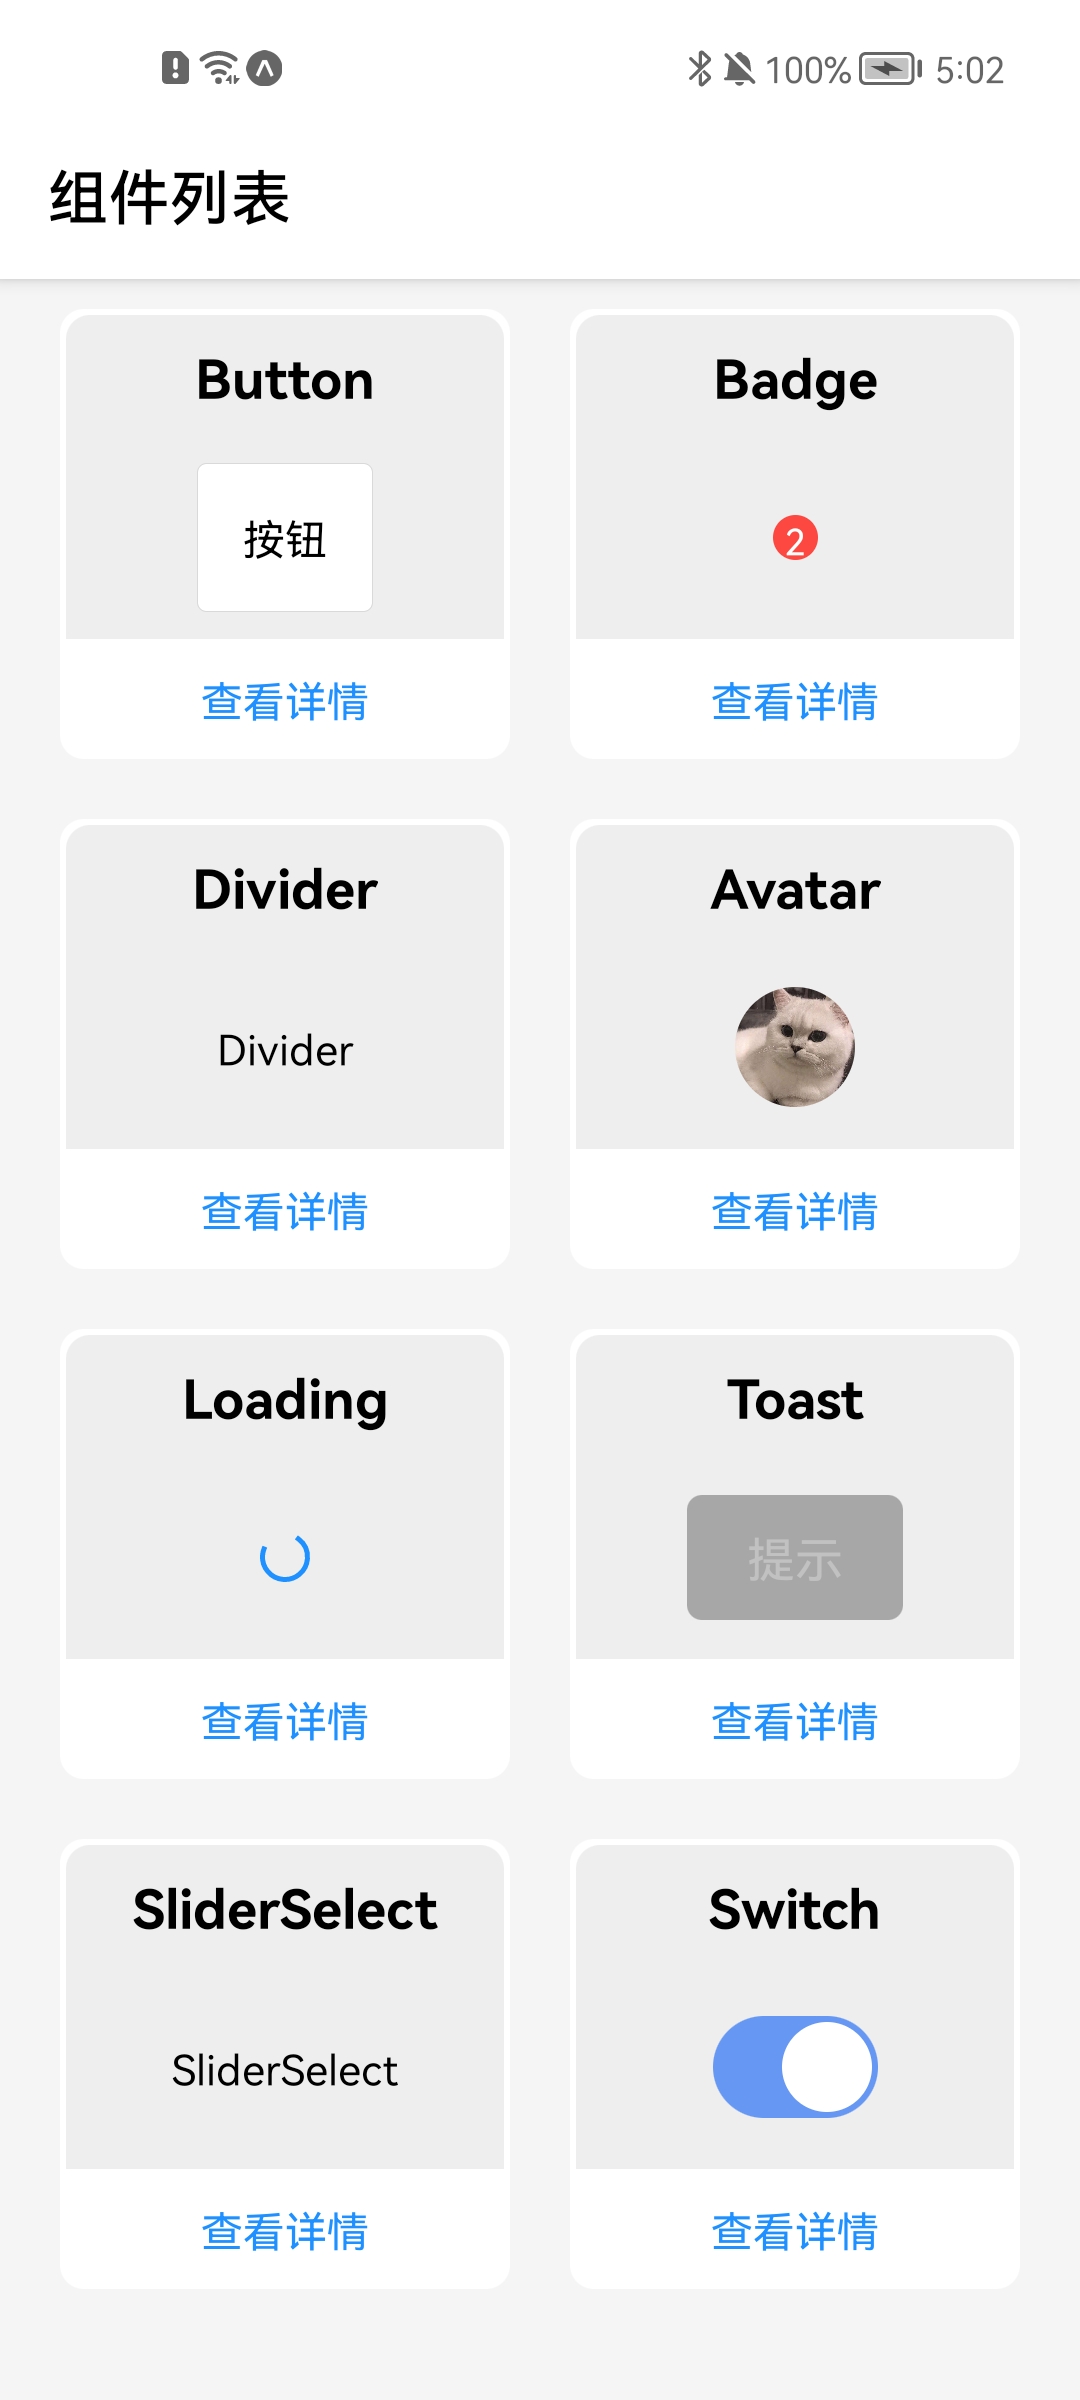 100% 5:02
组件列表
Button
Badge
按钮
2
查看详情
查看详情
Divider
Avatar
Divider
查看详情
查看详情
Loading
Toast
提示
查看详情
查看详情
SliderSelect
Switch
SliderSelect
查看详情
查看详情